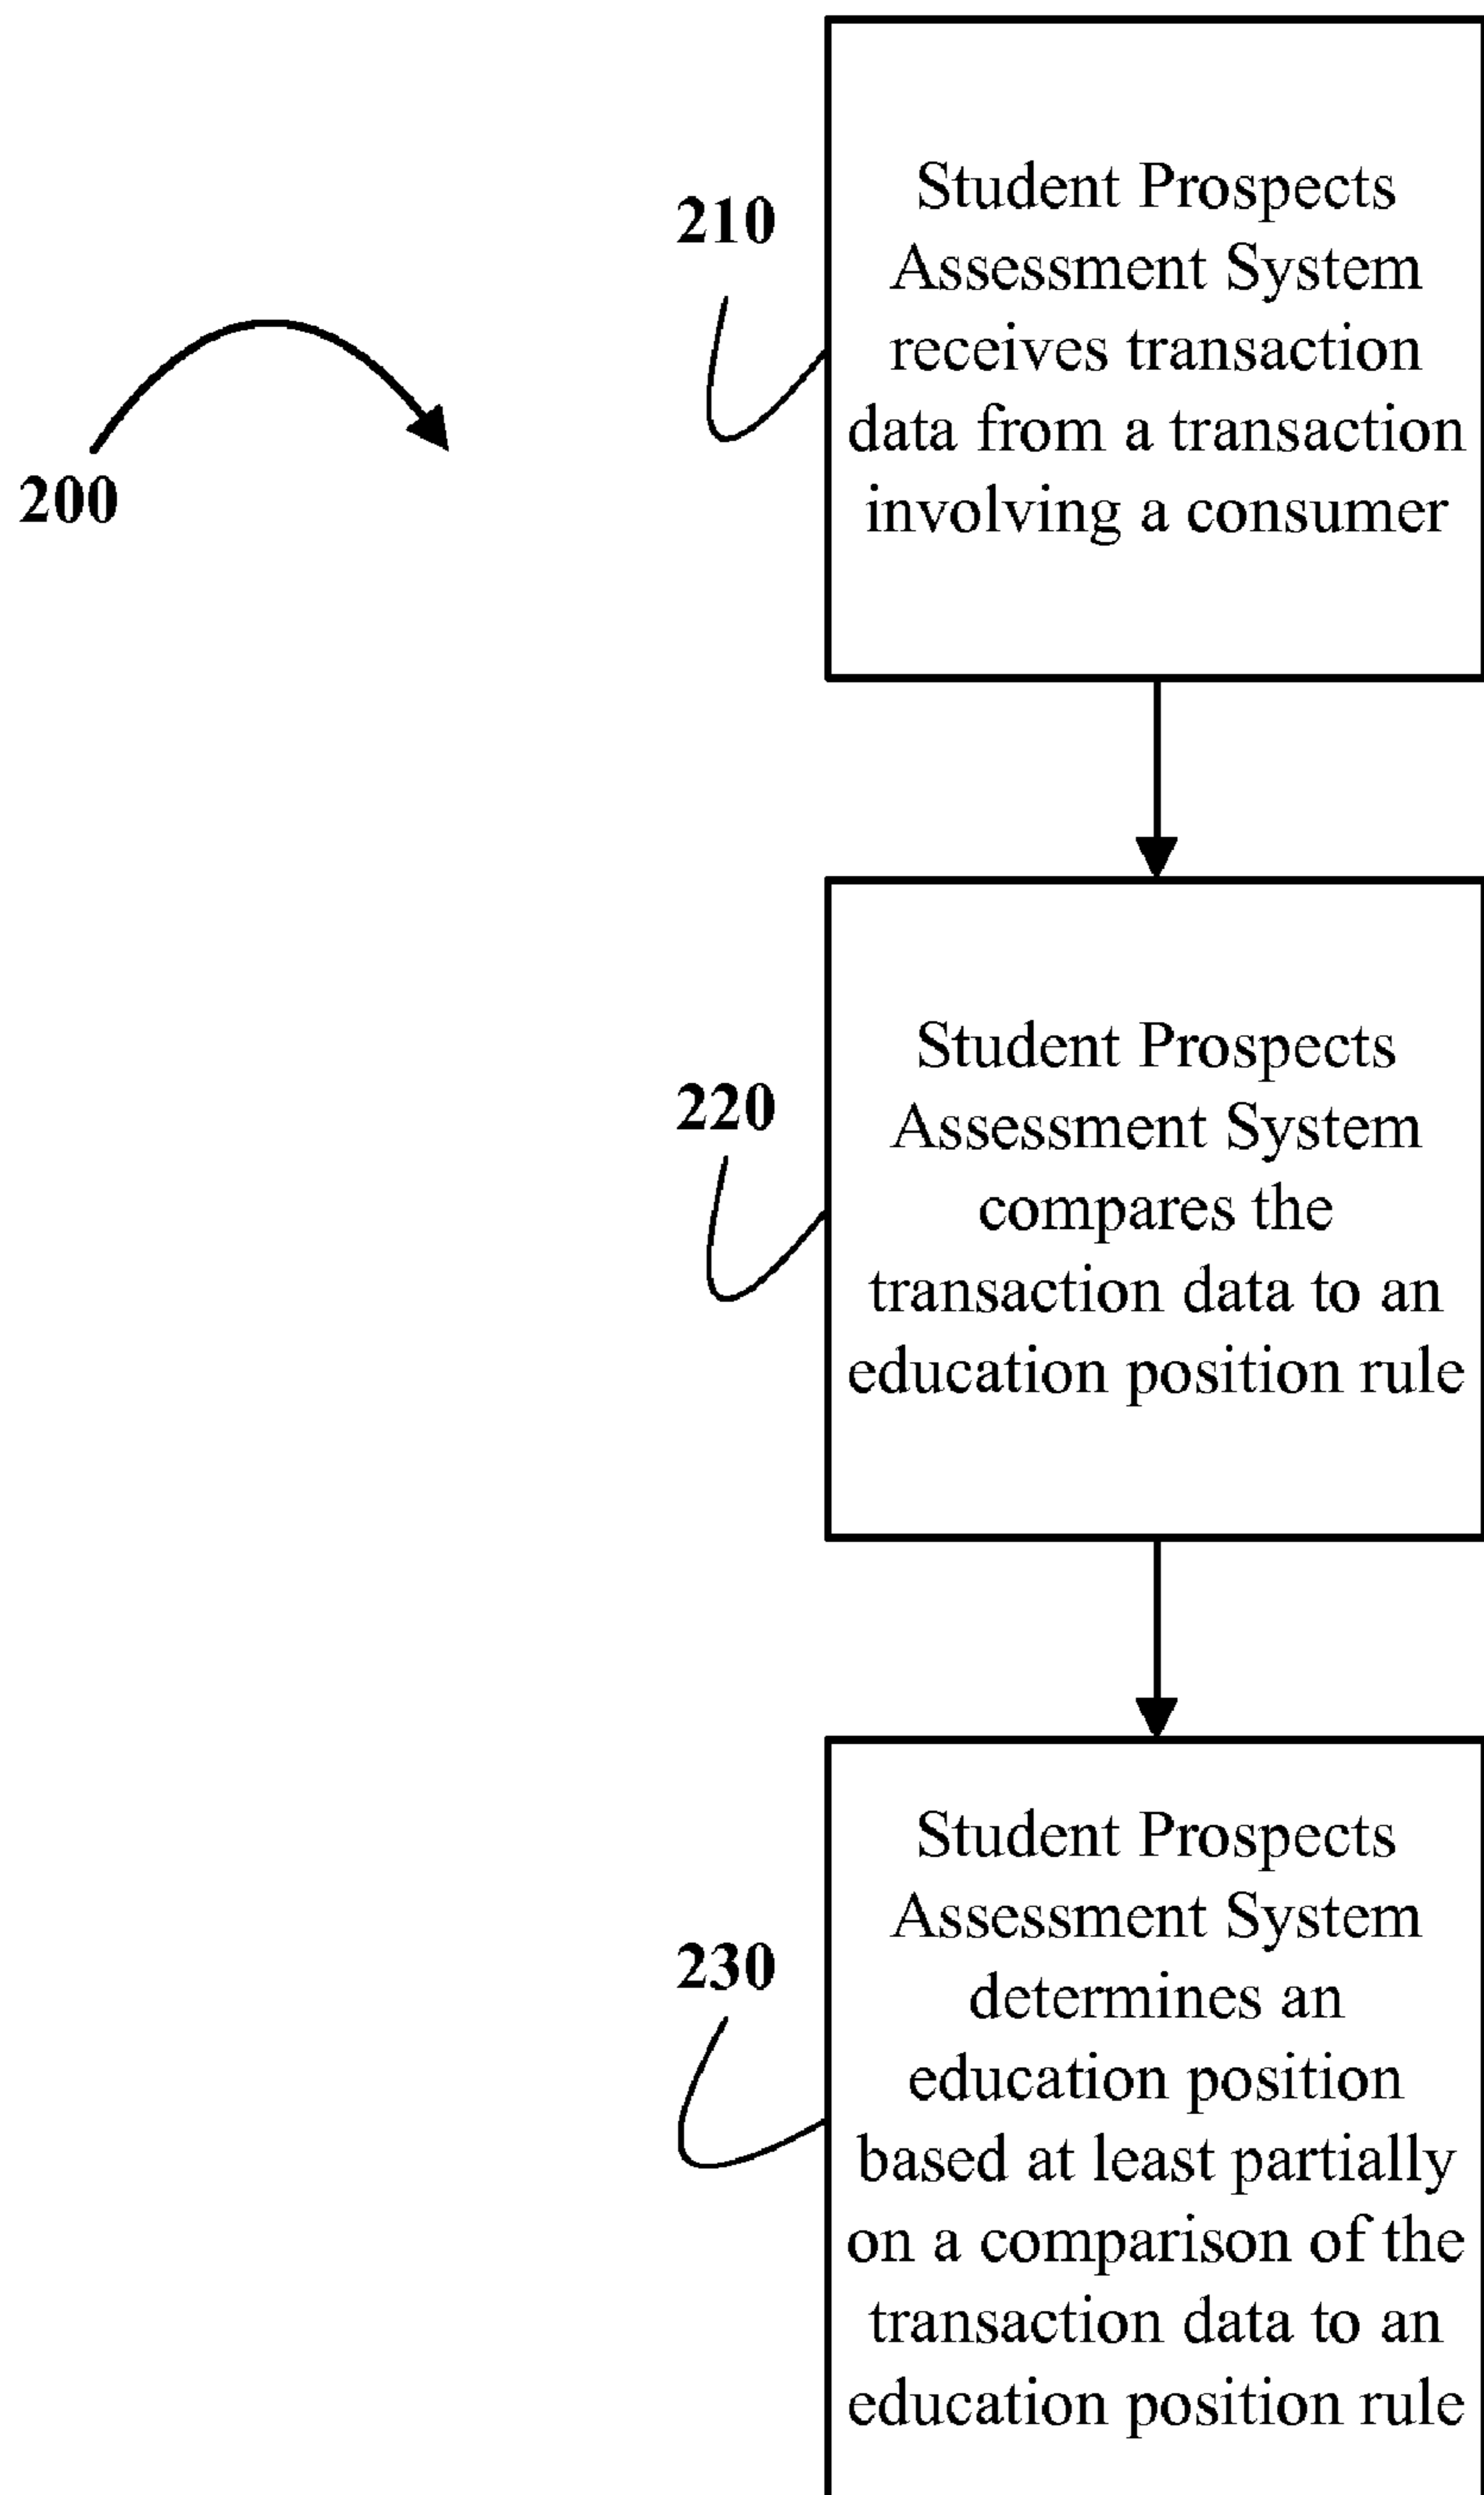 200
210
Student Prospects
Assessment System
receives transaction
data from a transaction
involving a consumer
220
Student Prospects
Assessment System
compares the
transaction data to an
education position rule
230
Student Prospects
Assessment System
determines an
education position
based at least partially
on a comparison of the
transaction data to an
education position rule